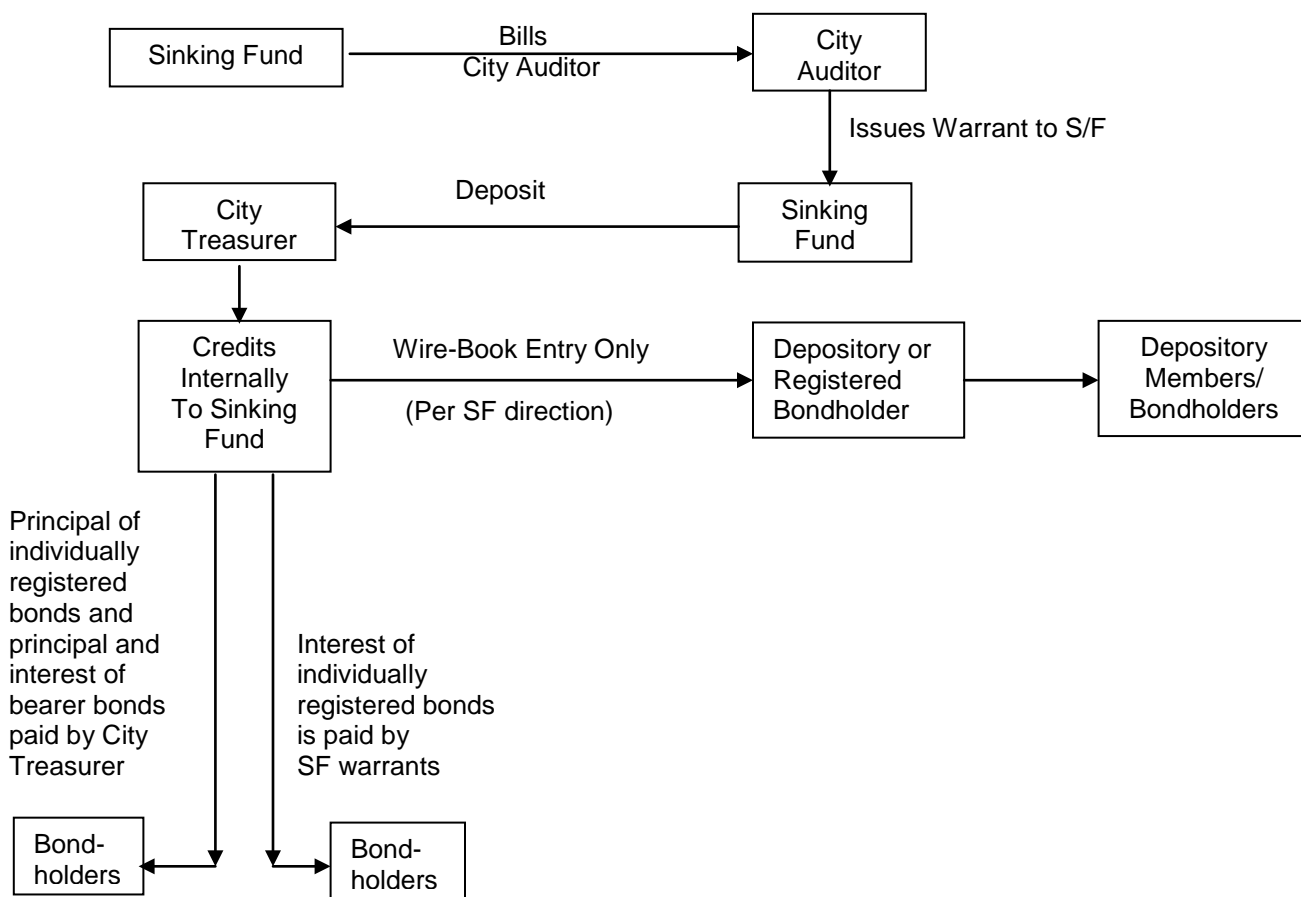 Sinking Fund
Bills
City Auditor
City
Auditor
Issues Warrant to S/F
City
Treasurer
Deposit
Sinking
Fund
Credits
Internally
To Sinking
Fund
Wire-Book Entry Only
(Per SF direction)
Depository or
Registered
Bondholder
Depository
Members/
Bondholders
Principal of
individually
registered
bonds and
principal and
interest of
bearer bonds
paid by City
Treasurer
Interest of
individually
registered bonds
is paid by
SF warrants
Bond-
holders
Bond-
holders